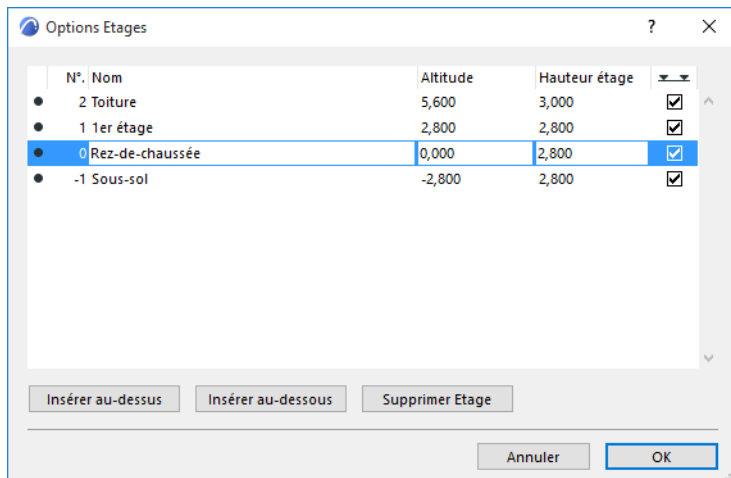 Options Etages ?
N°. Nom Altitude Hauteur étage
2 Toiture 5,600 3,000
1 1er étage 2,800 2,800
0 Rez-de-chaussée 0,000 2,800
-1 Sous-sol -2,800 2,800
Insérer au-dessus Insérer au-dessous Supprimer Etage
Annuler OK